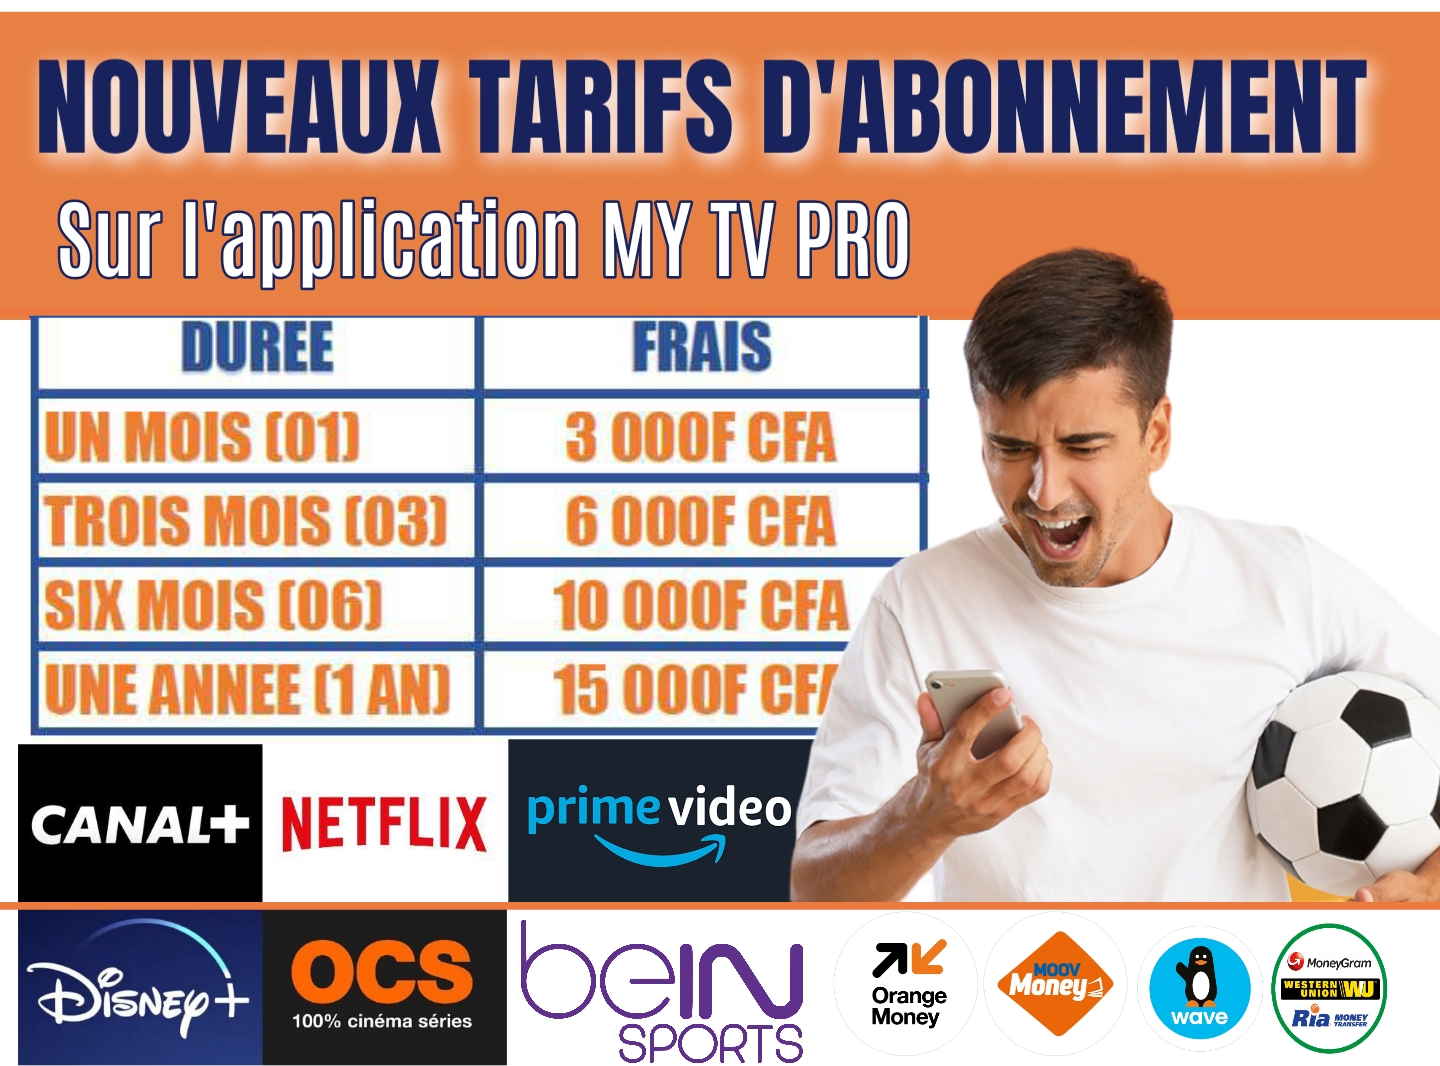 NOUVEAUX TARIFS D'ABONNEMENT
Sur l'application MY TV PRO
DUREE FRAIS
UN MOIS (01) 3 000F CFA
TROIS MOIS (03) 6 000F CFA
SIX MOIS (06) 10 000F CFA
UNE ANNEE (1 AN) 15 000F CFA
CANAL+ NETFLIX prime video
Disney+
OCS
100% cinéma séries
beIN
SPORTS
Orange
Money
MOOV
Money
wave
MoneyGram
WESTERN
UNION WU
Ria MONEY
TRANSFER